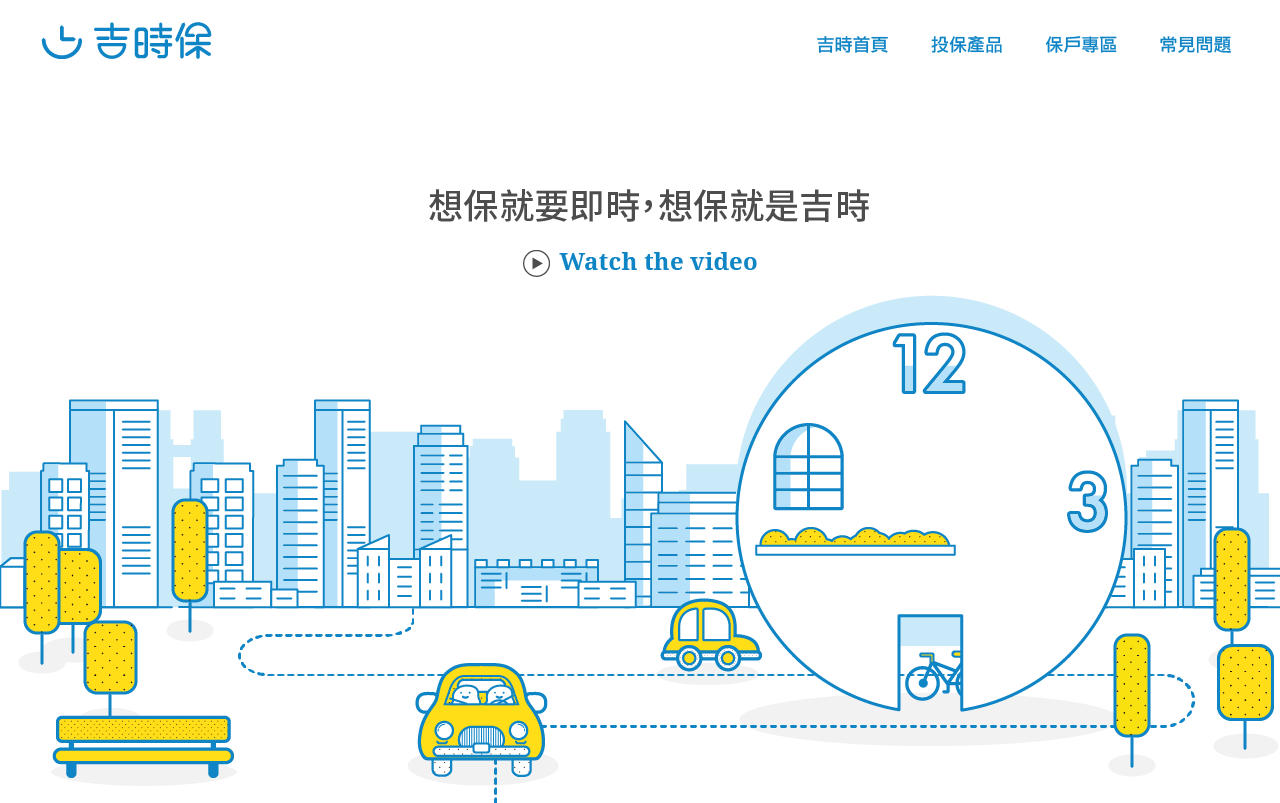 吉時保
吉時首頁 投保產品 保戶專區 常見問題
想保就要即時，想保就是吉時
Watch the video
12
3